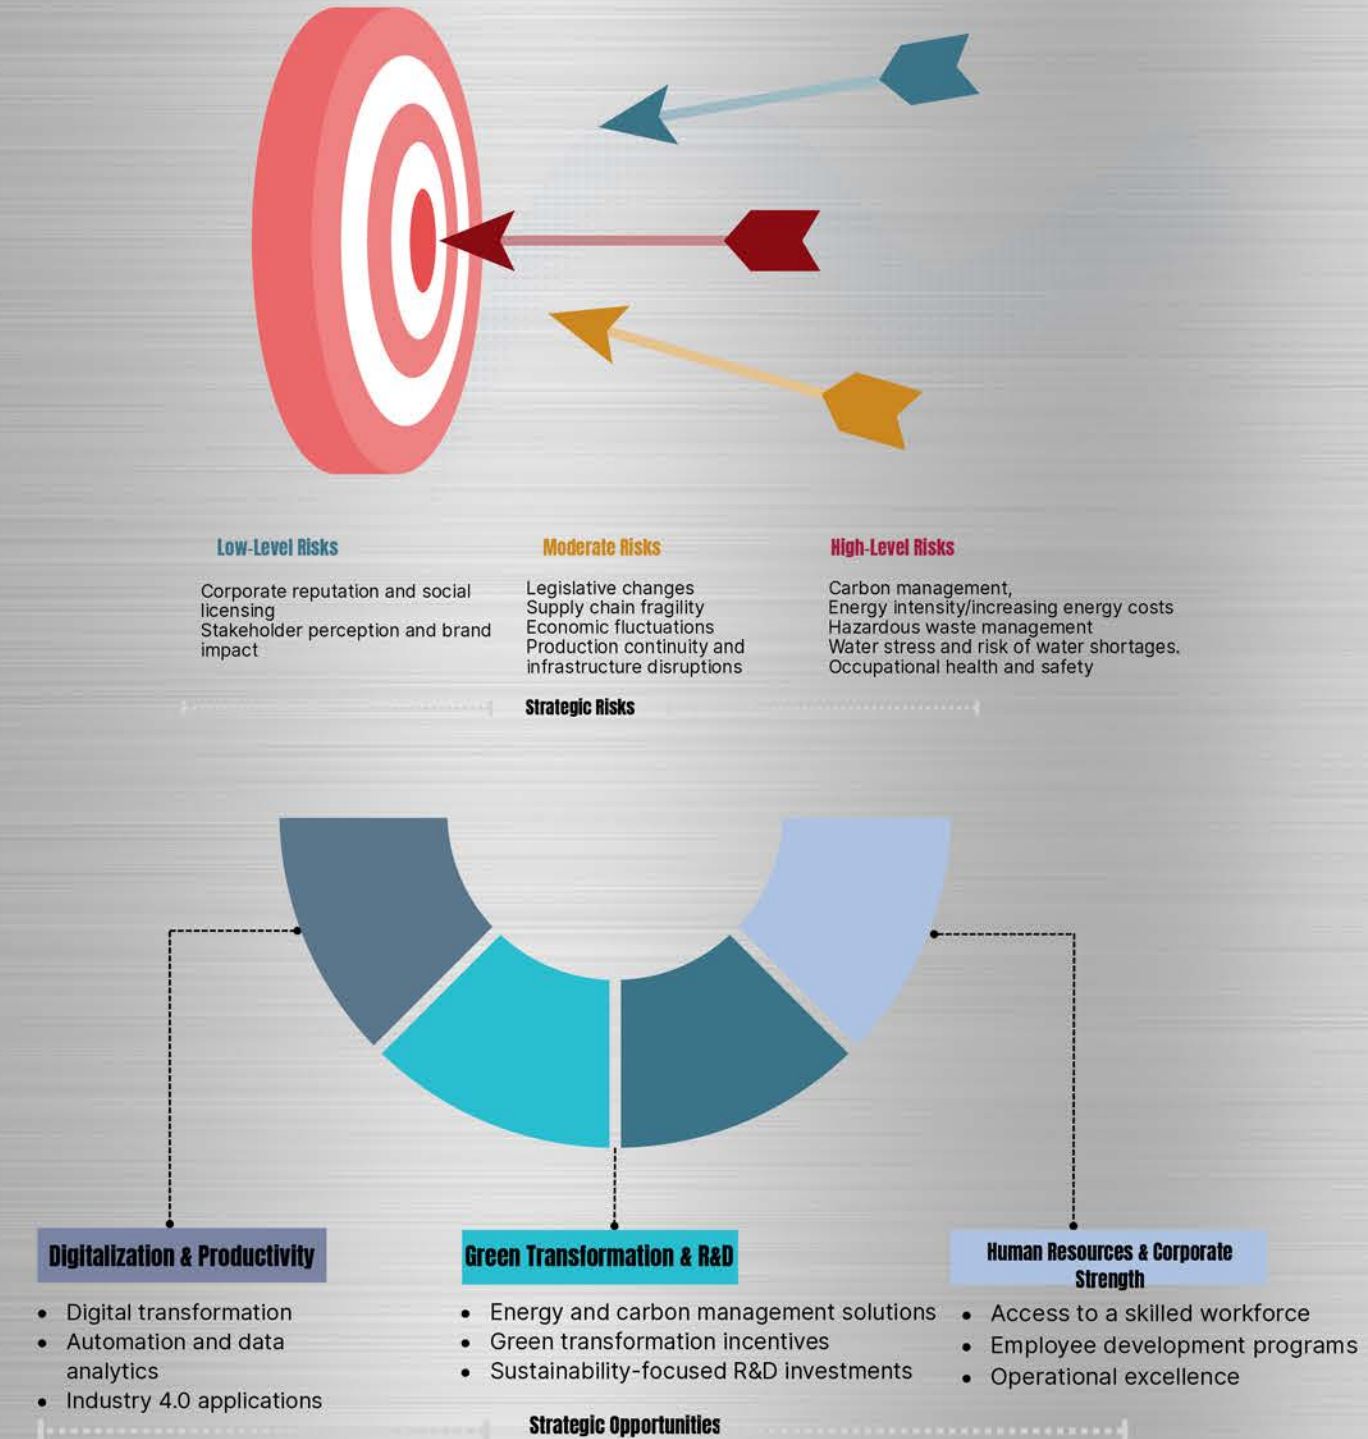 Low-Level Risks
Corporate reputation and social
licensing
Stakeholder perception and brand
impact
Moderate Risks
Legislative changes
Supply chain fragility
Economic fluctuations
Production continuity and
infrastructure disruptions
High-Level Risks
Carbon management,
Energy intensity/increasing energy costs
Hazardous waste management
Water stress and risk of water shortages.
Occupational health and safety
Strategic Risks
Digitalization & Productivity
• Digital transformation
• Automation and data
analytics
• Industry 4.0 applications
Green Transformation & R&D
• Energy and carbon management solutions
• Green transformation incentives
• Sustainability-focused R&D investments
Human Resources & Corporate
Strength
• Access to a skilled workforce
• Employee development programs
• Operational excellence
Strategic Opportunities